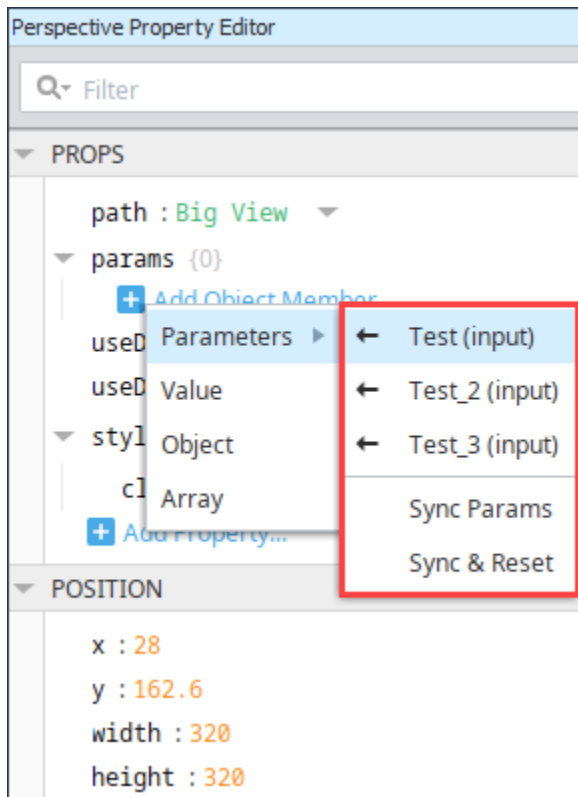 Perspective Property Editor
Filter
PROPS
path : Big View
params {0}
Add Object Member
Parameters
Test (input)
useD
Value
Test_2 (input)
useD
Object
Test_3 (input)
styl
Array
Sync Params
cl
Add Property...
Sync & Reset
POSITION
x : 28
y : 162.6
width : 320
height : 320